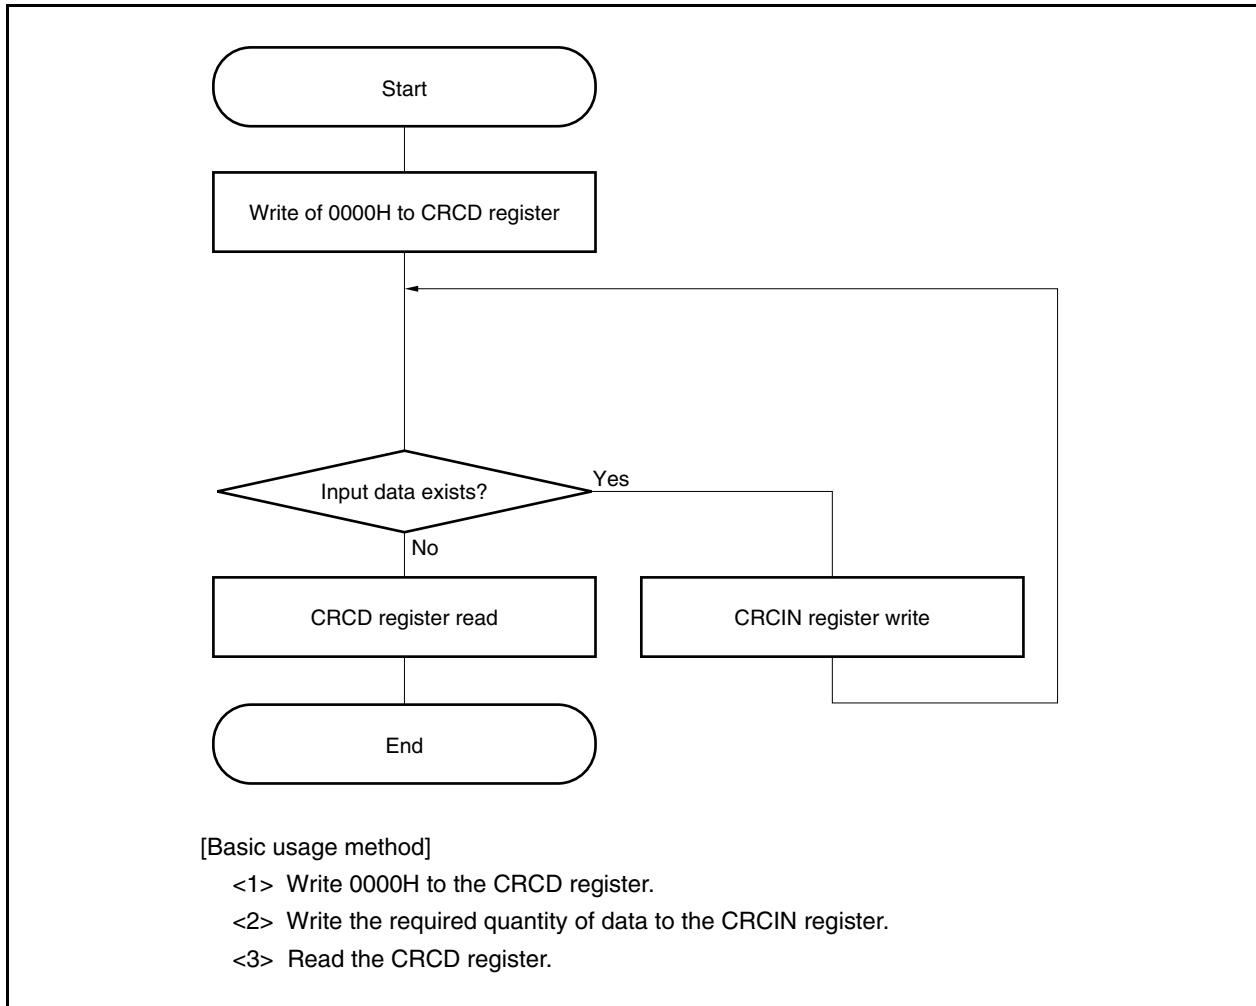 Start
Write of 0000H to CRCD register
Input data exists?
Yes
No
CRCD register read
CRCIN register write
End
[Basic usage method]
<1> Write 0000H to the CRCD register.
<2> Write the required quantity of data to the CRCIN register.
<3> Read the CRCD register.